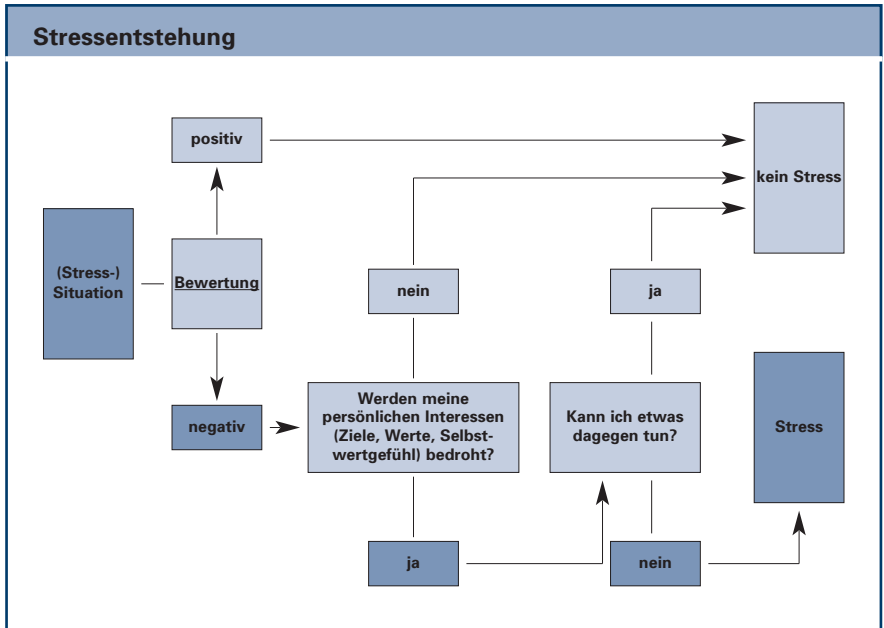 Stressentstehung
positiv
kein Stress
(Stress-)
Situation
Bewertung
nein
ja
negativ
Werden meine
persönlichen Interessen
(Ziele, Werte, Selbst-
wertgefühl) bedroht?
Kann ich etwas
dagegen tun?
Stress
ja
nein